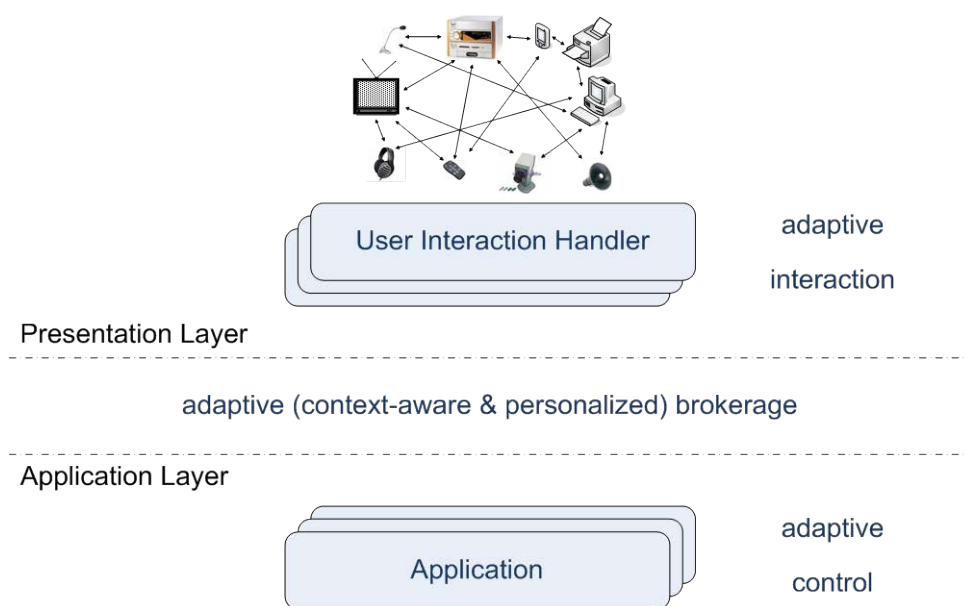 User Interaction Handler
adaptive
interaction
Presentation Layer
adaptive (context-aware & personalized) brokerage
Application Layer
Application
adaptive
control